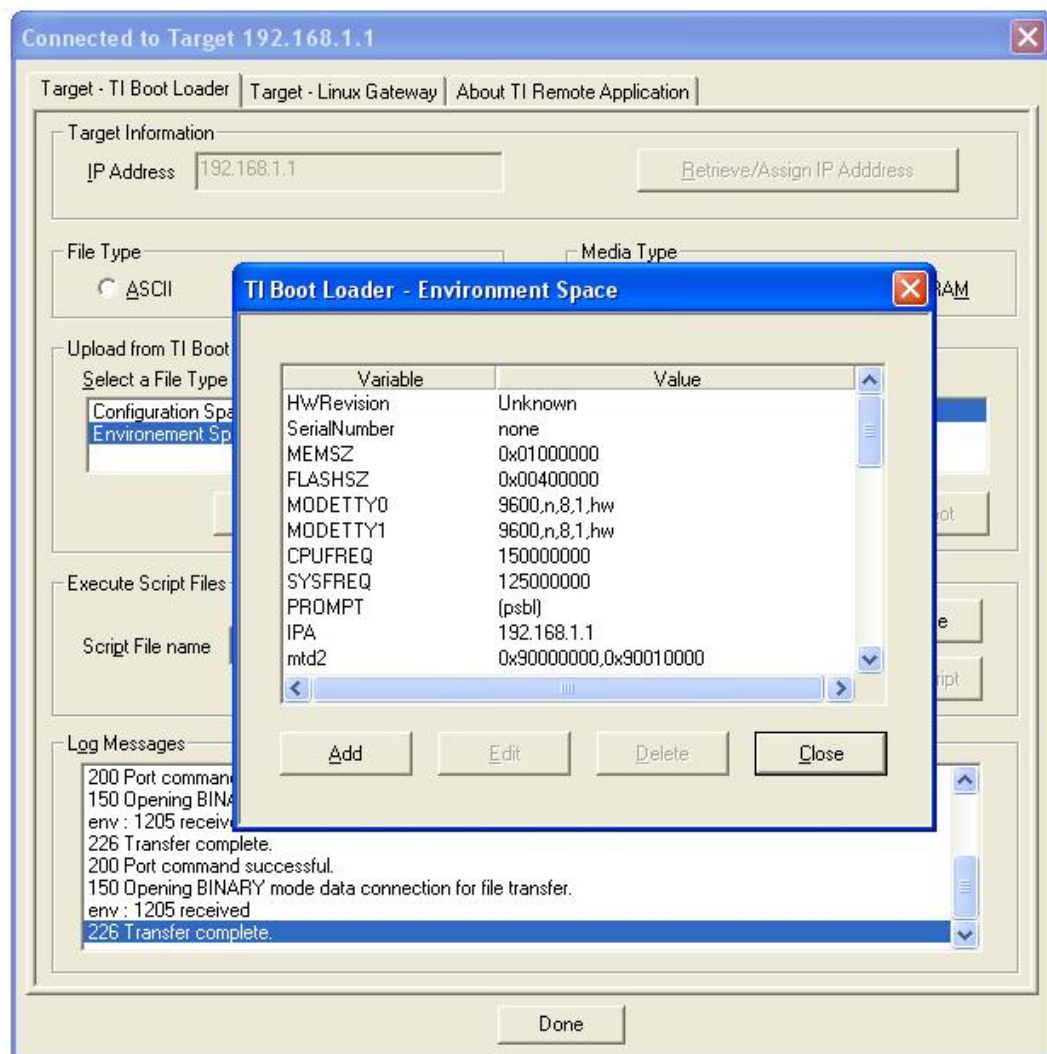 Connected to Target 192.168.1.1
Target - TI Boot Loader
Target - Linux Gateway
About TI Remote Application
Target Information
IP Address
192.168.1.1
Retrieve/Assign IP Adddress
File Type
Media Type
ASCII
RAM
TI Boot Loader - Environment Space
Upload from TI Boot
Select a File Type
Configuration Spa
Environement Sp
ot
Variable Value
HWRevision Unknown
SerialNumber none
MEMSZ 0x01000000
FLASHSZ 0x00400000
MODETTY0 9600,n,8,1,hw
MODETTY1 9600,n,8,1,hw
CPUFREQ 150000000
SYSFREQ 125000000
PROMPT (psbl)
IPA 192.168.1.1
mtd2 0x90000000,0x90010000
Add
Edit
Delete
Close
Execute Script Files
Script File name
e
ript
Log Messages
200 Port comman
150 Opening BINA
env : 1205 receiv
226 Transfer complete.
200 Port command successful.
150 Opening BINARY mode data connection for file transfer.
env : 1205 received
226 Transfer complete.
Done